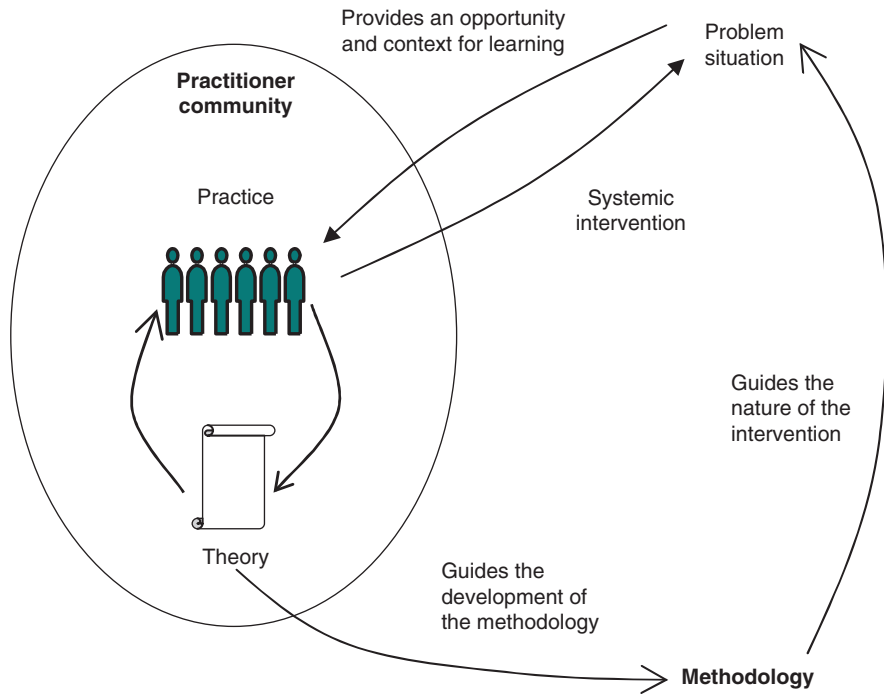 Provides an opportunity
and context for learning
Problem
situation
Practitioner
community
Practice
Systemic
intervention
Guides the
nature of the
intervention
Theory
Guides the
development of
the methodology
Methodology